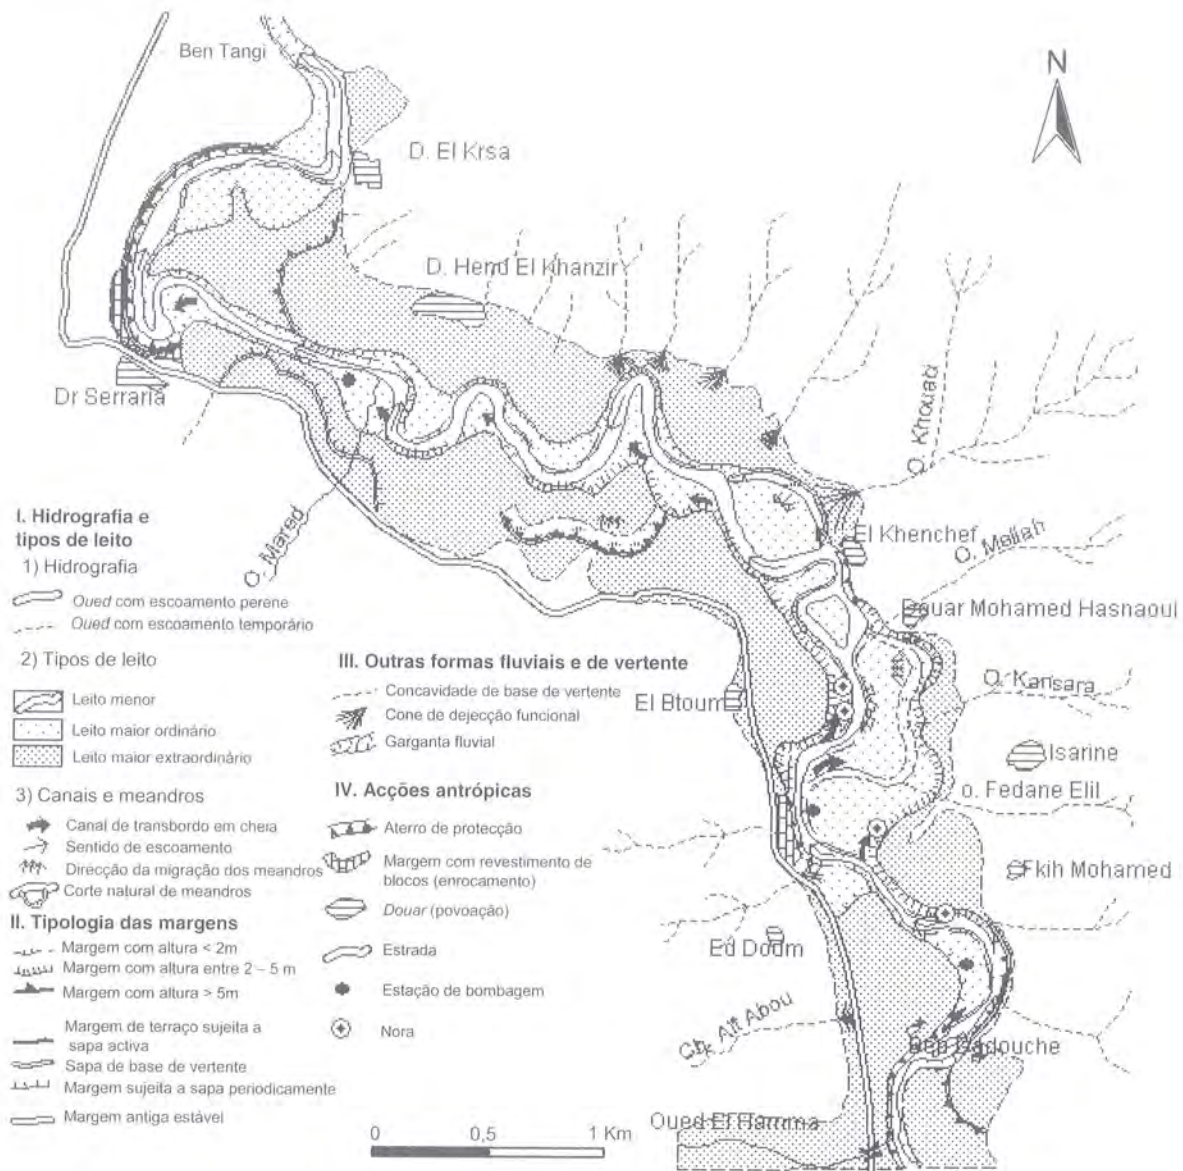 Ben Tangi
N
D. El Krsa
D. Hend El Khanzir
Dr Serraria
O. Khouad
El Khenchef
O. Mellah
Douar Mohamed Hasnaoui
O. Mared
O. Kansara
El Btoum
Isarine
o. Fedane Elil
Fkih Mohamed
Ed Doum
Ait Abou
Gadouche
Oued El Hamma
I. Hidrografia e
tipos de leito
1) Hidrografia
Oued com escoamento perene
Oued com escoamento temporário
2) Tipos de leito
Leito menor
Leito maior ordinário
Leito maior extraordinário
3) Canais e meandros
Canal de transbordo em cheia
Sentido de escoamento
Direcção da migração dos meandros
Corte natural de meandros
II. Tipologia das margens
Margem com altura < 2m
Margem com altura entre 2 – 5 m
Margem com altura > 5m
Margem de terraço sujeita a
sapa activa
Sapa de base de vertente
Margem sujeita a sapa periodicamente
Margem antiga estável
III. Outras formas fluviais e de vertente
Concavidade de base de vertente
Cone de dejecção funcional
Garganta fluvial
IV. Acções antrópicas
Aterro de protecção
Margem com revestimento de
blocos (enrocamento)
Douar (povoação)
Estrada
Estação de bombagem
Nora
0 0,5 1 Km